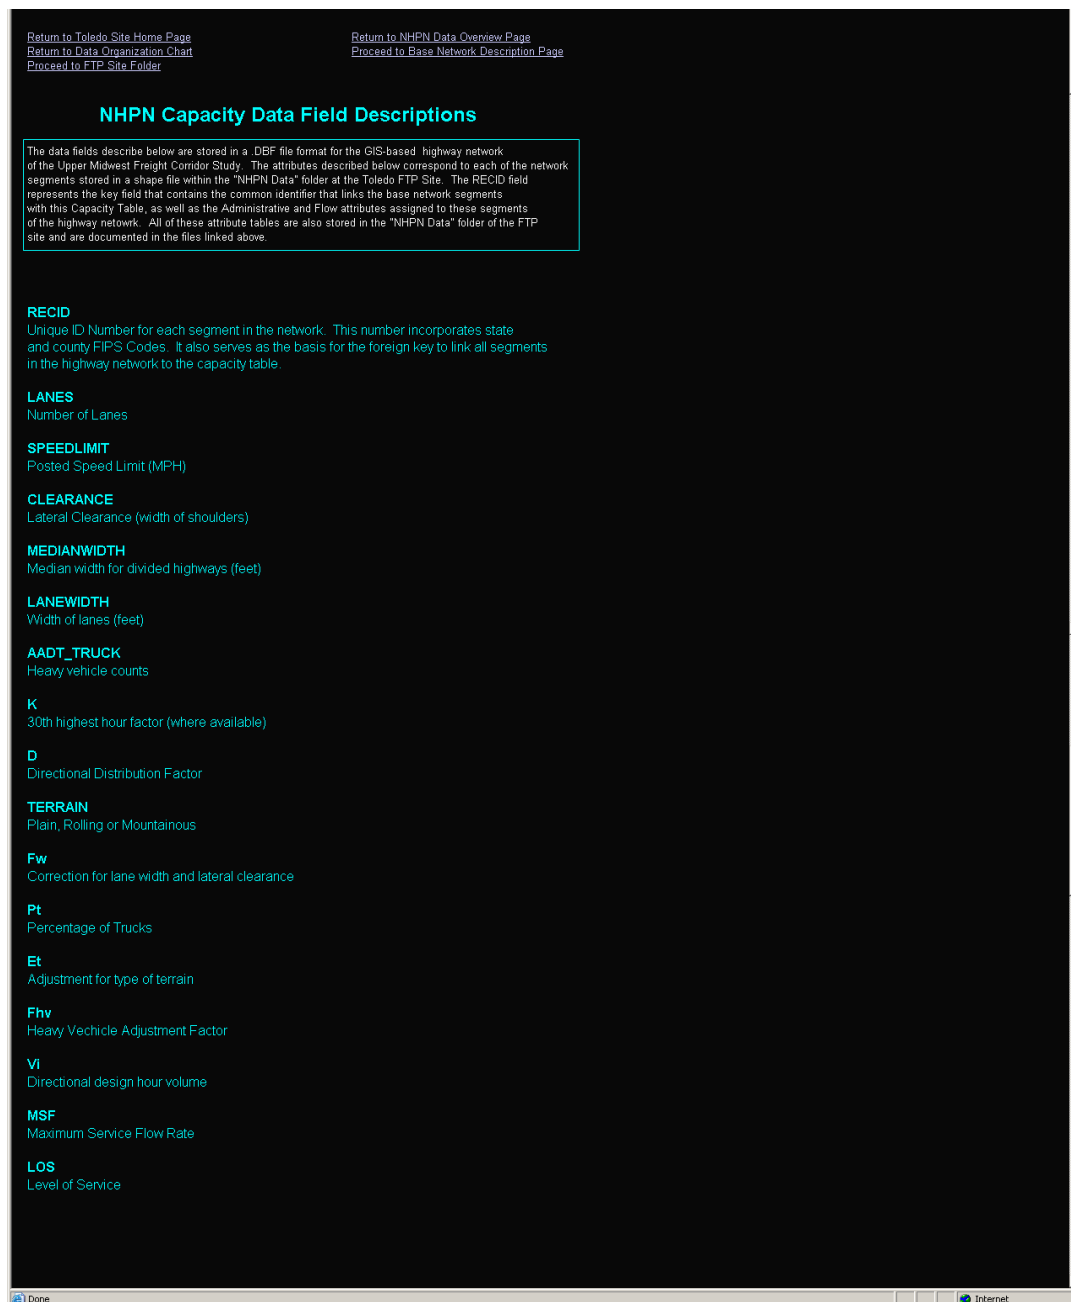 Return to Toledo Site Home Page
Return to NHPN Data Overview Page
Return to Data Organization Chart
Proceed to Base Network Description Page
Proceed to FTP Site Folder
NHPN Capacity Data Field Descriptions
The data fields describe below are stored in a .DBF file format for the GIS-based highway network
of the Upper Midwest Freight Corridor Study. The attributes described below correspond to each of the network
segments stored in a shape file within the "NHPN Data" folder at the Toledo FTP Site. The RECID field
represents the key field that contains the common identifier that links the base network segments
with this Capacity Table, as well as the Administrative and Flow attributes assigned to these segments
of the highway netowrk. All of these attribute tables are also stored in the "NHPN Data" folder of the FTP
site and are documented in the files linked above.
RECID
Unique ID Number for each segment in the network. This number incorporates state
and county FIPS Codes. It also serves as the basis for the foreign key to link all segments
in the highway network to the capacity table.
LANES
Number of Lanes
SPEEDLIMIT
Posted Speed Limit (MPH)
CLEARANCE
Lateral Clearance (width of shoulders)
MEDIANWIDTH
Median width for divided highways (feet)
LANEWIDTH
Width of lanes (feet)
AADT_TRUCK
Heavy vehicle counts
K
30th highest hour factor (where available)
D
Directional Distribution Factor
TERRAIN
Plain, Rolling or Mountainous
Fw
Correction for lane width and lateral clearance
Pt
Percentage of Trucks
Et
Adjustment for type of terrain
Fhv
Heavy Vechicle Adjustment Factor
Vi
Directional design hour volume
MSF
Maximum Service Flow Rate
LOS
Level of Service
Done
Internet